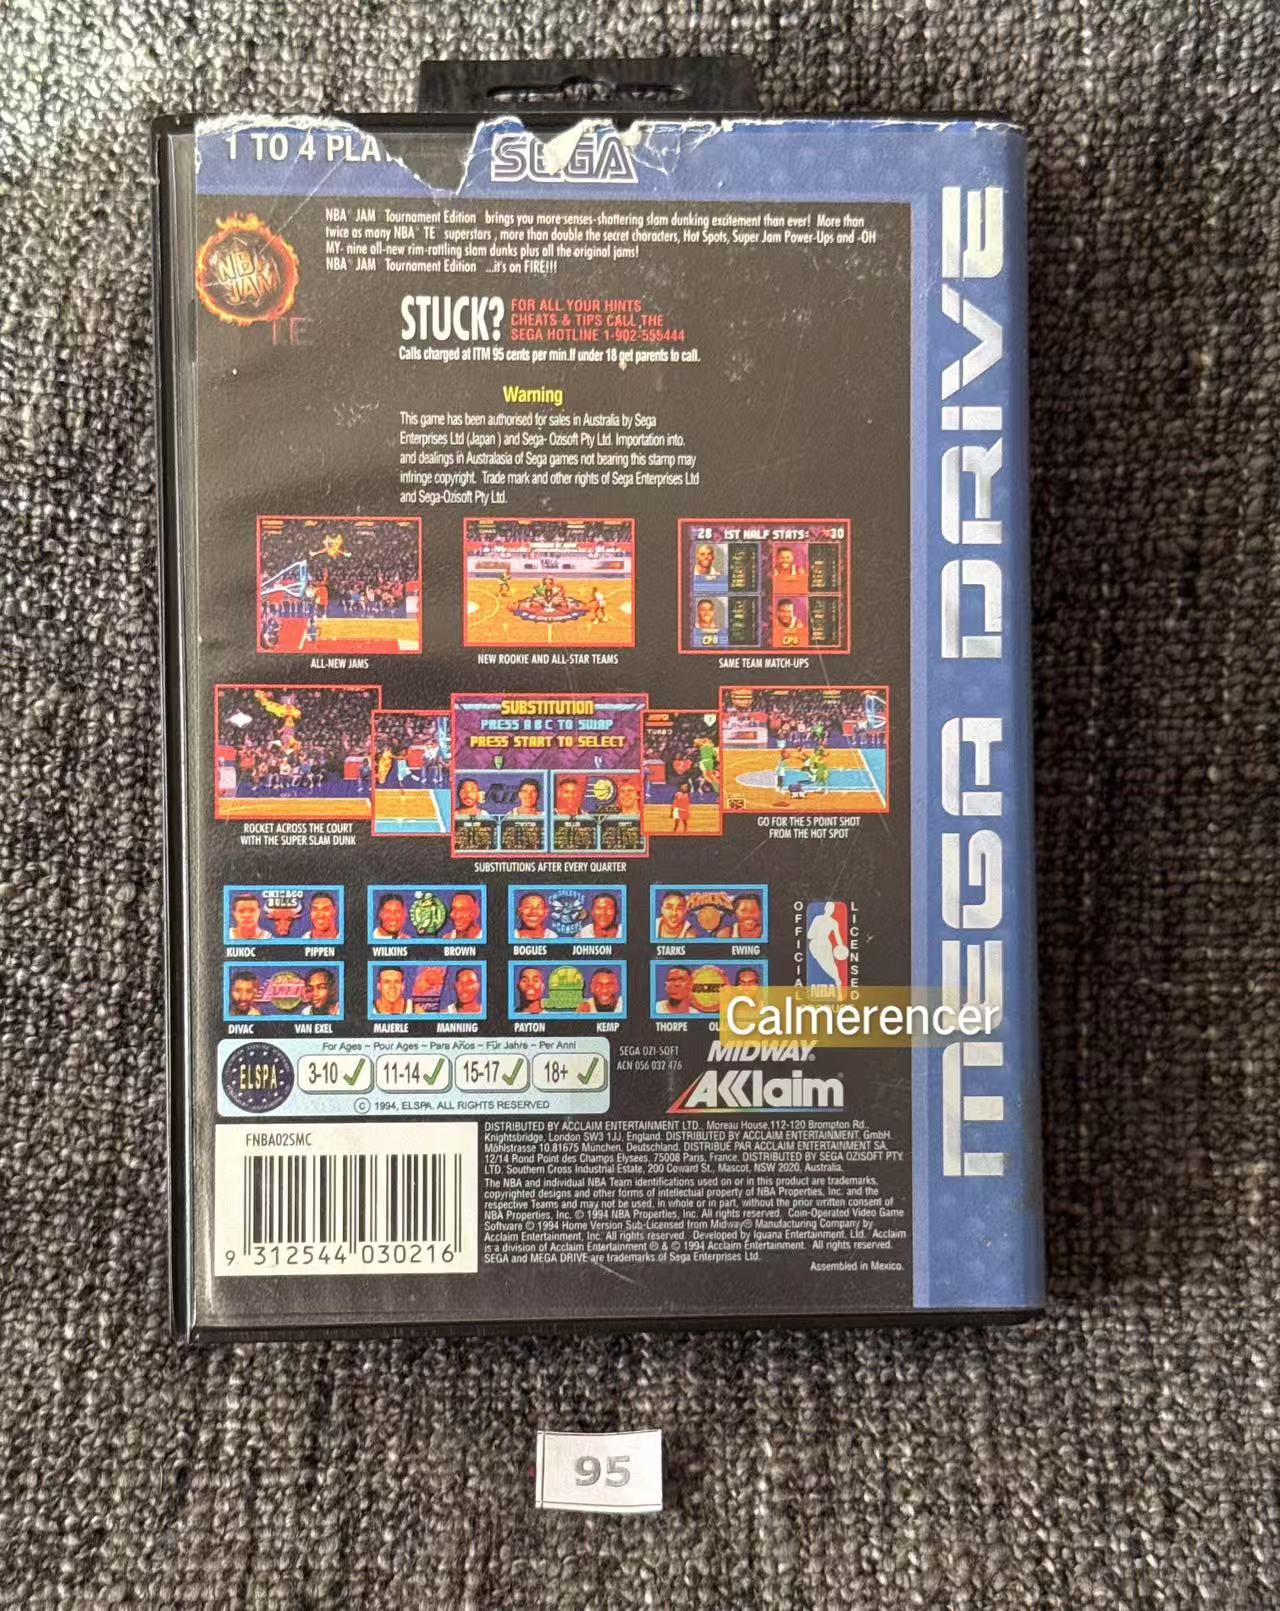 1 TO 4 PLA
SEGA
NBA JAM Tournament Edition brings you more senses-shattering slam dunking excitement than ever! More than
twice as many NBA TE superstars, more than double the secret characters, Hot Spots, Super Jam Power-Ups and -OH
MY- nine all-new rim-rattling slam dunks plus all the original jams!
NBA JAM Tournament Edition ...it's on FIRE!!!
NBA JAM
TE
STUCK?
FOR ALL YOUR HINTS
CHEATS & TIPS CALL THE
SEGA HOTLINE 1-902-555444
Calls charged at ITM 95 cents per min.If under 18 get parents to call.
Warning
This game has been authorised for sales in Australia by Sega
Enterprises Ltd (Japan ) and Sega- Ozisoft Pty Ltd. Importation into.
and dealings in Australasia of Sega games not bearing this stamp may
infringe copyright. Trade mark and other rights of Sega Enterprises Ltd
and Sega-Ozisoft Pty Ltd.
28 1ST HALF STATS: 30
CPU CPU
ALL-NEW JAMS
NEW ROOKIE AND ALL-STAR TEAMS
SAME TEAM MATCH-UPS
SUBSTITUTION
PRESS A B C TO SWAP
PRESS START TO SELECT
TURBO
ROCKET ACROSS THE COURT
WITH THE SUPER SLAM DUNK
SUBSTITUTIONS AFTER EVERY QUARTER
GO FOR THE 5 POINT SHOT
FROM THE HOT SPOT
CHICAGO
BULLS
KNICKS
KUKOC PIPPEN
WILKINS BROWN
BOGUES JOHNSON
STARKS EWING
OFFICIAL LICENSED
NBA
DIVAC VAN EXEL
MAJERLE MANNING
PAYTON KEMP
THORPE
Calmerencer
For Ages ~ Pour Ages ~ Para Años ~ Für Jahre ~ Per Anni
ELSPA
3-10 11-14 15-17 18+
© 1994, ELSPA. ALL RIGHTS RESERVED
SEGA OZI-SOFT
ACN 056 032 476
MIDWAY.
AKklaim
FNBA02SMC
9 312544 030216
DISTRIBUTED BY ACCLAIM ENTERTAINMENT LTD., Moreau House,112-120 Brompton Rd.,
Knightsbridge, London SW3 1JJ, England. DISTRIBUTED BY ACCLAIM ENTERTAINMENT, GmbH.
Möhlstrasse 10,81675 München, Deutschland. DISTRIBUE PAR ACCLAIM ENTERTAINMENT SA.
12/14 Rond Point des Champs Elysees, 75008 Paris, France. DISTRIBUTED BY SEGA OZISOFT PTY
LTD. Southern Cross Industrial Estate, 200 Coward St., Mascot, NSW 2020, Australia.
The NBA and individual NBA Team identifications used on or in this product are trademarks,
copyrighted designs and other forms of intellectual property of NBA Properties, Inc. and the
respective Teams and may not be used, in whole or in part, without the prior written consent of
NBA Properties, Inc. © 1994 NBA Properties, Inc. All rights reserved. Coin-Operated Video Game
Software © 1994 Home Version Sub-Licensed from Midway® Manufacturing Company by
Acclaim Entertainment, Inc. All rights reserved. Developed by Iguana Entertainment, Ltd. Acclaim
is a division of Acclaim Entertainment ® & © 1994 Acclaim Entertainment. All rights reserved.
SEGA and MEGA DRIVE are trademarks of Sega Enterprises Ltd.
Assembled in Mexico.
MEGA DRIVE
95